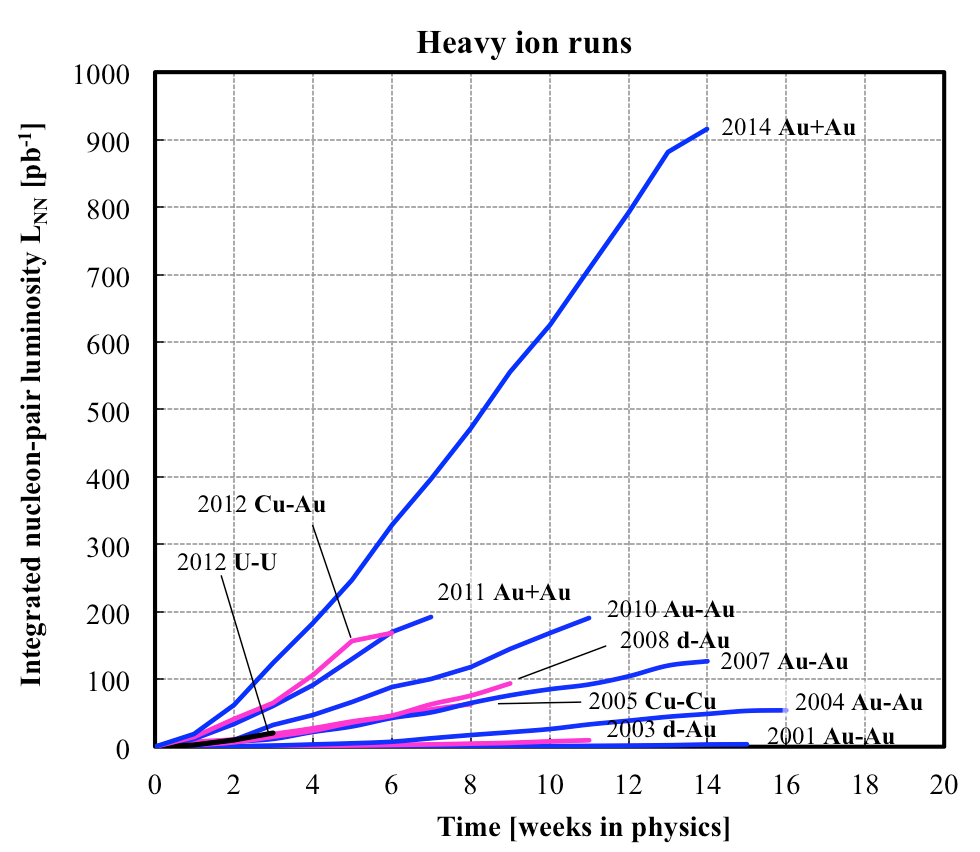 Heavy ion runs
Integrated nucleon-pair luminosity L_NN [pb⁻¹]
1000
900
800
700
600
500
400
300
200
100
0
2014 Au+Au
2012 Cu-Au
2012 U-U
2011 Au+Au
2010 Au-Au
2008 d-Au
2007 Au-Au
2005 Cu-Cu
2004 Au-Au
2003 d-Au
2001 Au-Au
0 2 4 6 8 10 12 14 16 18 20
Time [weeks in physics]